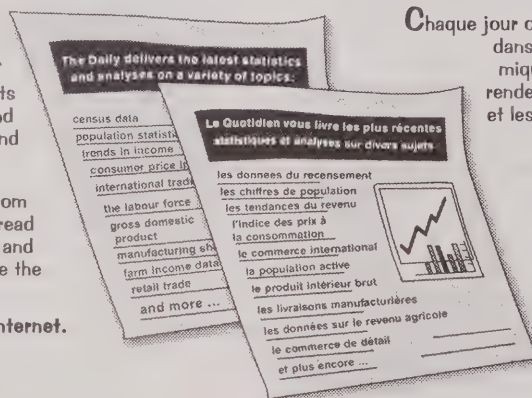 ts
nd
nd
om
read
and
e the
nternet.
The Daily delivers the latest statistics
and analyses on a variety of topics:
census data
population statisti
trends in income
consumer price in
international trade
the labour force
gross domestic
product
manufacturing sh
farm income data
retail trade
and more ...
Le Quotidien vous livre les plus récentes
statistiques et analyses sur divers sujets
les données du recensement
les chiffres de population
les tendances du revenu
l'indice des prix à
la consommation
le commerce international
la population active
le produit intérieur brut
les livraisons manufacturières
les données sur le revenu agricole
le commerce de détail
et plus encore ...
Chaque jour
dans
miqu
rende
et les